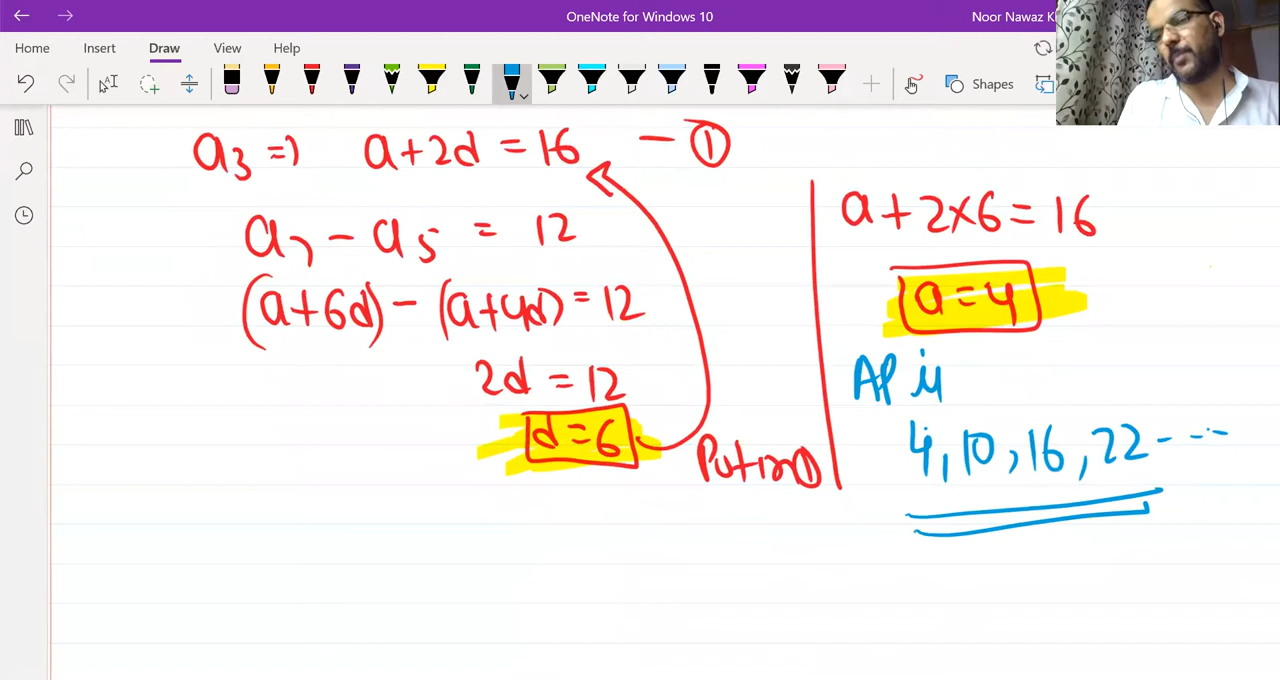 OneNote for Windows 10
Noor Nawaz K
Home Insert Draw View Help
Shapes
a₃ ⇒ a+2d = 16 — ①
a₇ − a₅ = 12
(a+6d) − (a+4d) = 12
2d = 12
d = 6
Put in ①
a + 2×6 = 16
a = 4
AP is
4, 10, 16, 22 - - --